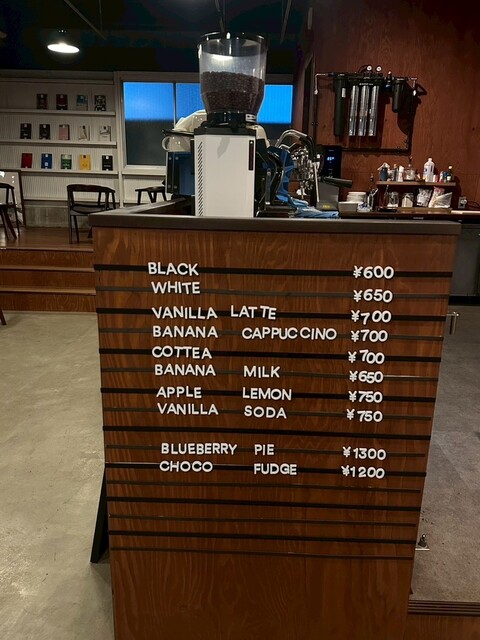 BLACK ¥600
WHITE ¥650
VANILLA LATTE ¥700
BANANA CAPPUCCINO ¥700
COTTEA ¥700
BANANA MILK ¥650
APPLE LEMON ¥750
VANILLA SODA ¥750
BLUEBERRY PIE ¥1300
CHOCO FUDGE ¥1200